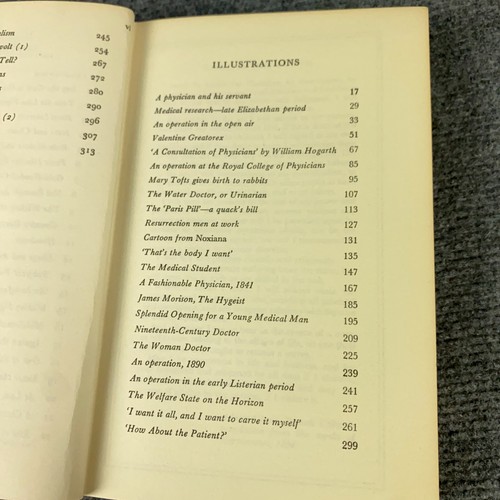 lism 245
volt (1) 254
Tell? 267
ns 272
s 280
290
(2) 296
307
313
vi
ILLUSTRATIONS
A physician and his servant 17
Medical research—late Elizabethan period 29
An operation in the open air 33
Valentine Greatorex 51
'A Consultation of Physicians' by William Hogarth 67
An operation at the Royal College of Physicians 85
Mary Tofts gives birth to rabbits 95
The Water Doctor, or Urinarian 107
The 'Paris Pill'—a quack's bill 113
Resurrection men at work 127
Cartoon from Noxiana 131
'That's the body I want' 135
The Medical Student 147
A Fashionable Physician, 1841 167
James Morison, The Hygeist 185
Splendid Opening for a Young Medical Man 195
Nineteenth-Century Doctor 209
The Woman Doctor 225
An operation, 1890 239
An operation in the early Listerian period 241
The Welfare State on the Horizon 257
'I want it all, and I want to carve it myself' 261
'How About the Patient?' 299